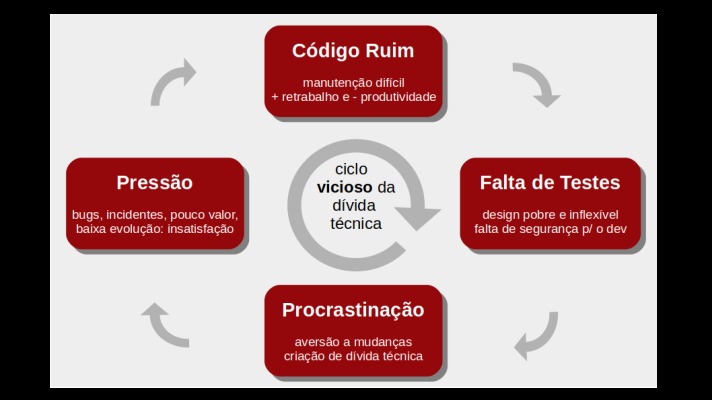 Código Ruim
manutenção difícil
+ retrabalho e - produtividade
Pressão
bugs, incidentes, pouco valor,
baixa evolução: insatisfação
ciclo
vicioso da
dívida
técnica
Falta de Testes
design pobre e inflexível
falta de segurança p/ o dev
Procrastinação
aversão a mudanças
criação de dívida técnica